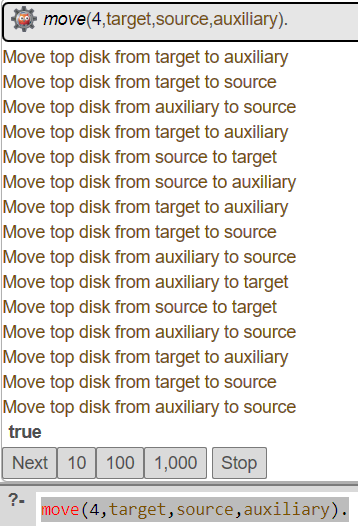 move(4,target,source,auxiliary).
Move top disk from target to auxiliary
Move top disk from target to source
Move top disk from auxiliary to source
Move top disk from target to auxiliary
Move top disk from source to target
Move top disk from source to auxiliary
Move top disk from target to auxiliary
Move top disk from target to source
Move top disk from auxiliary to source
Move top disk from auxiliary to target
Move top disk from source to target
Move top disk from auxiliary to source
Move top disk from target to auxiliary
Move top disk from target to source
Move top disk from auxiliary to source
true
Next 10 100 1,000 Stop
?- move(4,target,source,auxiliary).